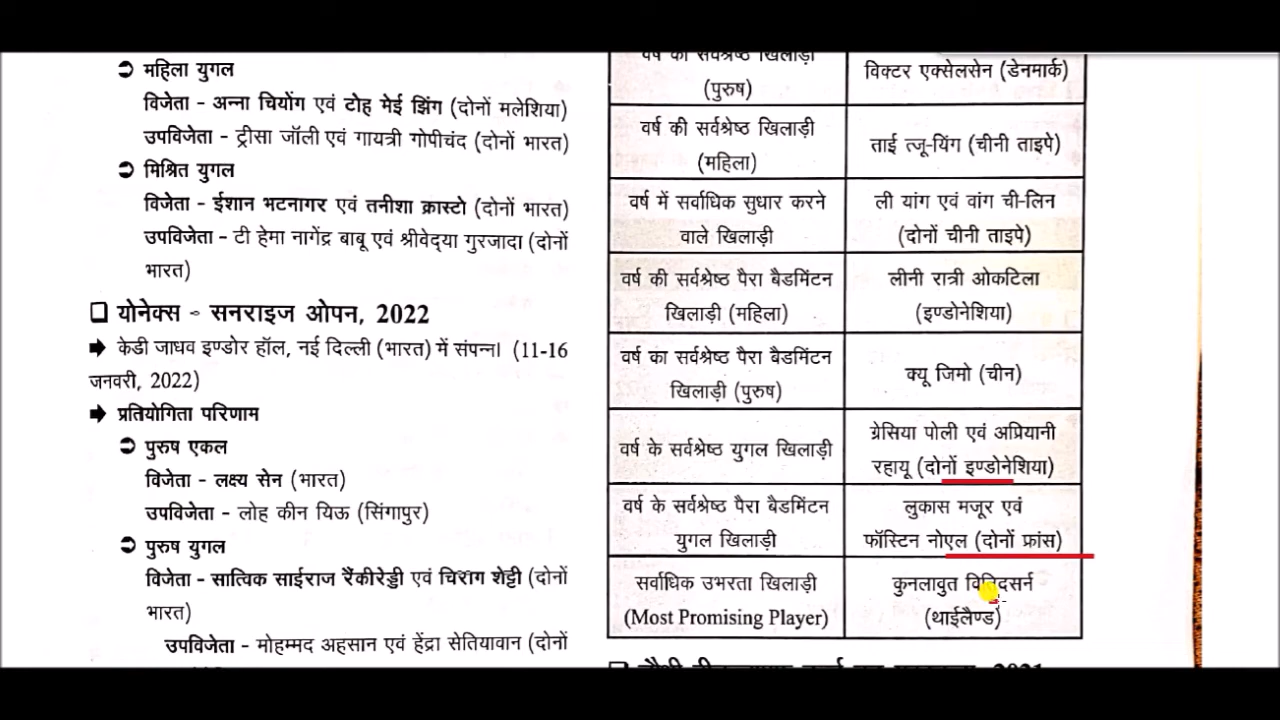 महिला युगल
विजेता - अन्ना चियोंग एवं टोह मेई झिंग (दोनों मलेशिया)
उपविजेता - ट्रीसा जॉली एवं गायत्री गोपीचंद (दोनों भारत)
मिश्रित युगल
विजेता - ईशान भटनागर एवं तनीशा क्रास्टो (दोनों भारत)
उपविजेता - टी हेमा नागेंद्र बाबू एवं श्रीवेद्या गुरजादा (दोनों
भारत)
योनेक्स - सनराइज ओपन, 2022
केडी जाधव इण्डोर हॉल, नई दिल्ली (भारत) में संपन्न। (11-16
जनवरी, 2022)
प्रतियोगिता परिणाम
पुरुष एकल
विजेता - लक्ष्य सेन (भारत)
उपविजेता - लोह कीन यिऊ (सिंगापुर)
पुरुष युगल
विजेता - सात्विक साईराज रैंकीरेड्डी एवं चिराग शेट्टी (दोनों
भारत)
उपविजेता - मोहम्मद अहसान एवं हेंद्रा सेतियावान (दोनों
वर्ष का सर्वश्रेष्ठ खिलाड़ी
(पुरुष)
विक्टर एक्सेलसेन (डेनमार्क)
वर्ष की सर्वश्रेष्ठ खिलाड़ी
(महिला)
ताई त्जू-यिंग (चीनी ताइपे)
वर्ष में सर्वाधिक सुधार करने
वाले खिलाड़ी
ली यांग एवं वांग ची-लिन
(दोनों चीनी ताइपे)
वर्ष की सर्वश्रेष्ठ पैरा बैडमिंटन
खिलाड़ी (महिला)
लीनी रात्री ओकटिला
(इण्डोनेशिया)
वर्ष का सर्वश्रेष्ठ पैरा बैडमिंटन
खिलाड़ी (पुरुष)
क्यू जिमो (चीन)
वर्ष के सर्वश्रेष्ठ युगल खिलाड़ी
ग्रेसिया पोली एवं अप्रियानी
रहायू (दोनों इण्डोनेशिया)
वर्ष के सर्वश्रेष्ठ पैरा बैडमिंटन
युगल खिलाड़ी
लुकास मजूर एवं
फॉस्टिन नोएल (दोनों फ्रांस)
सर्वाधिक उभरता खिलाड़ी
(Most Promising Player)
कुनलावुत वितिदसर्न
(थाईलैण्ड)
2021